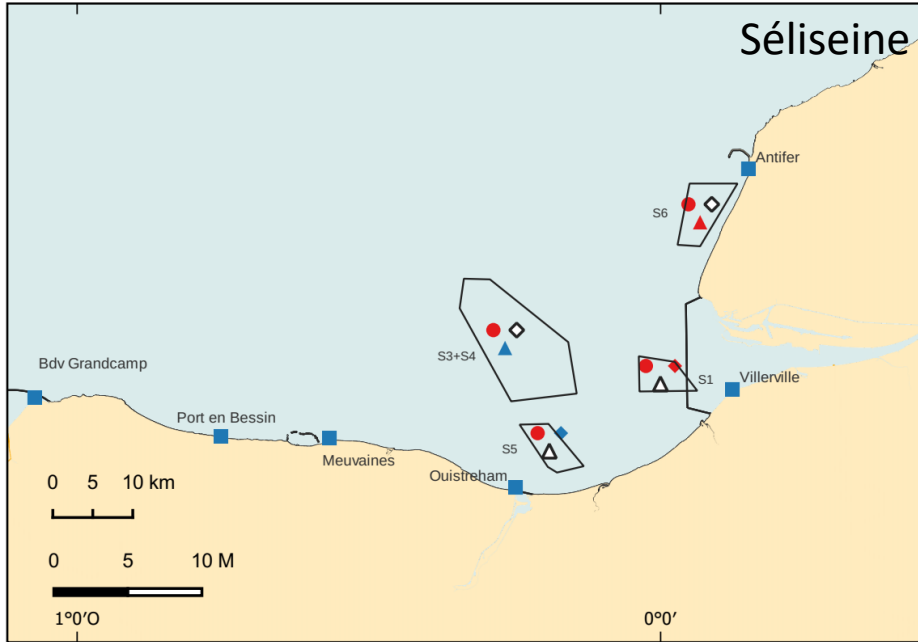 Séliseine
Antifer
S6
S3+S4
Bdv Grandcamp
S1
Villerville
Port en Bessin
S5
Meuvaines
Ouistreham
0 5 10 km
0 5 10 M
1°0'O
0°0'